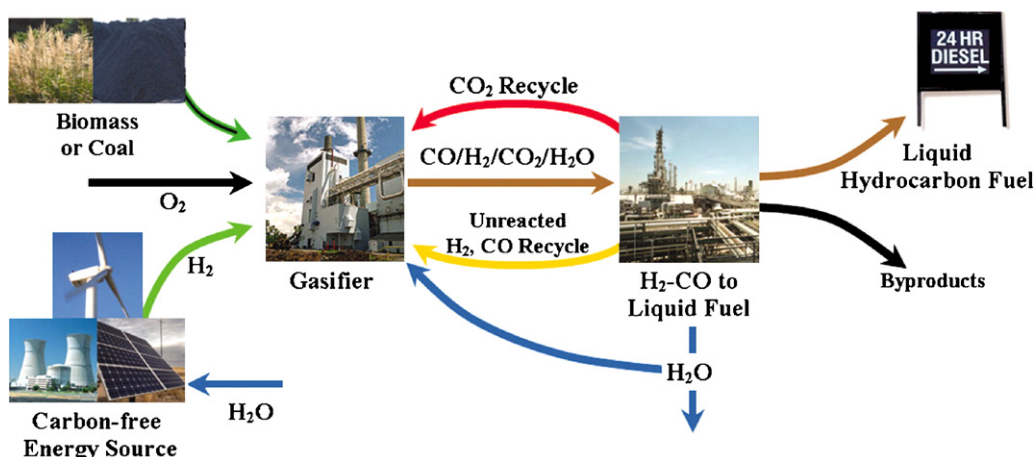 24 HR
DIESEL
CO₂ Recycle
Biomass
or Coal
CO/H₂/CO₂/H₂O
Liquid
Hydrocarbon Fuel
O₂
Unreacted
H₂, CO Recycle
H₂
Gasifier
H₂-CO to
Liquid Fuel
Byproducts
H₂O
H₂O
Carbon-free
Energy Source